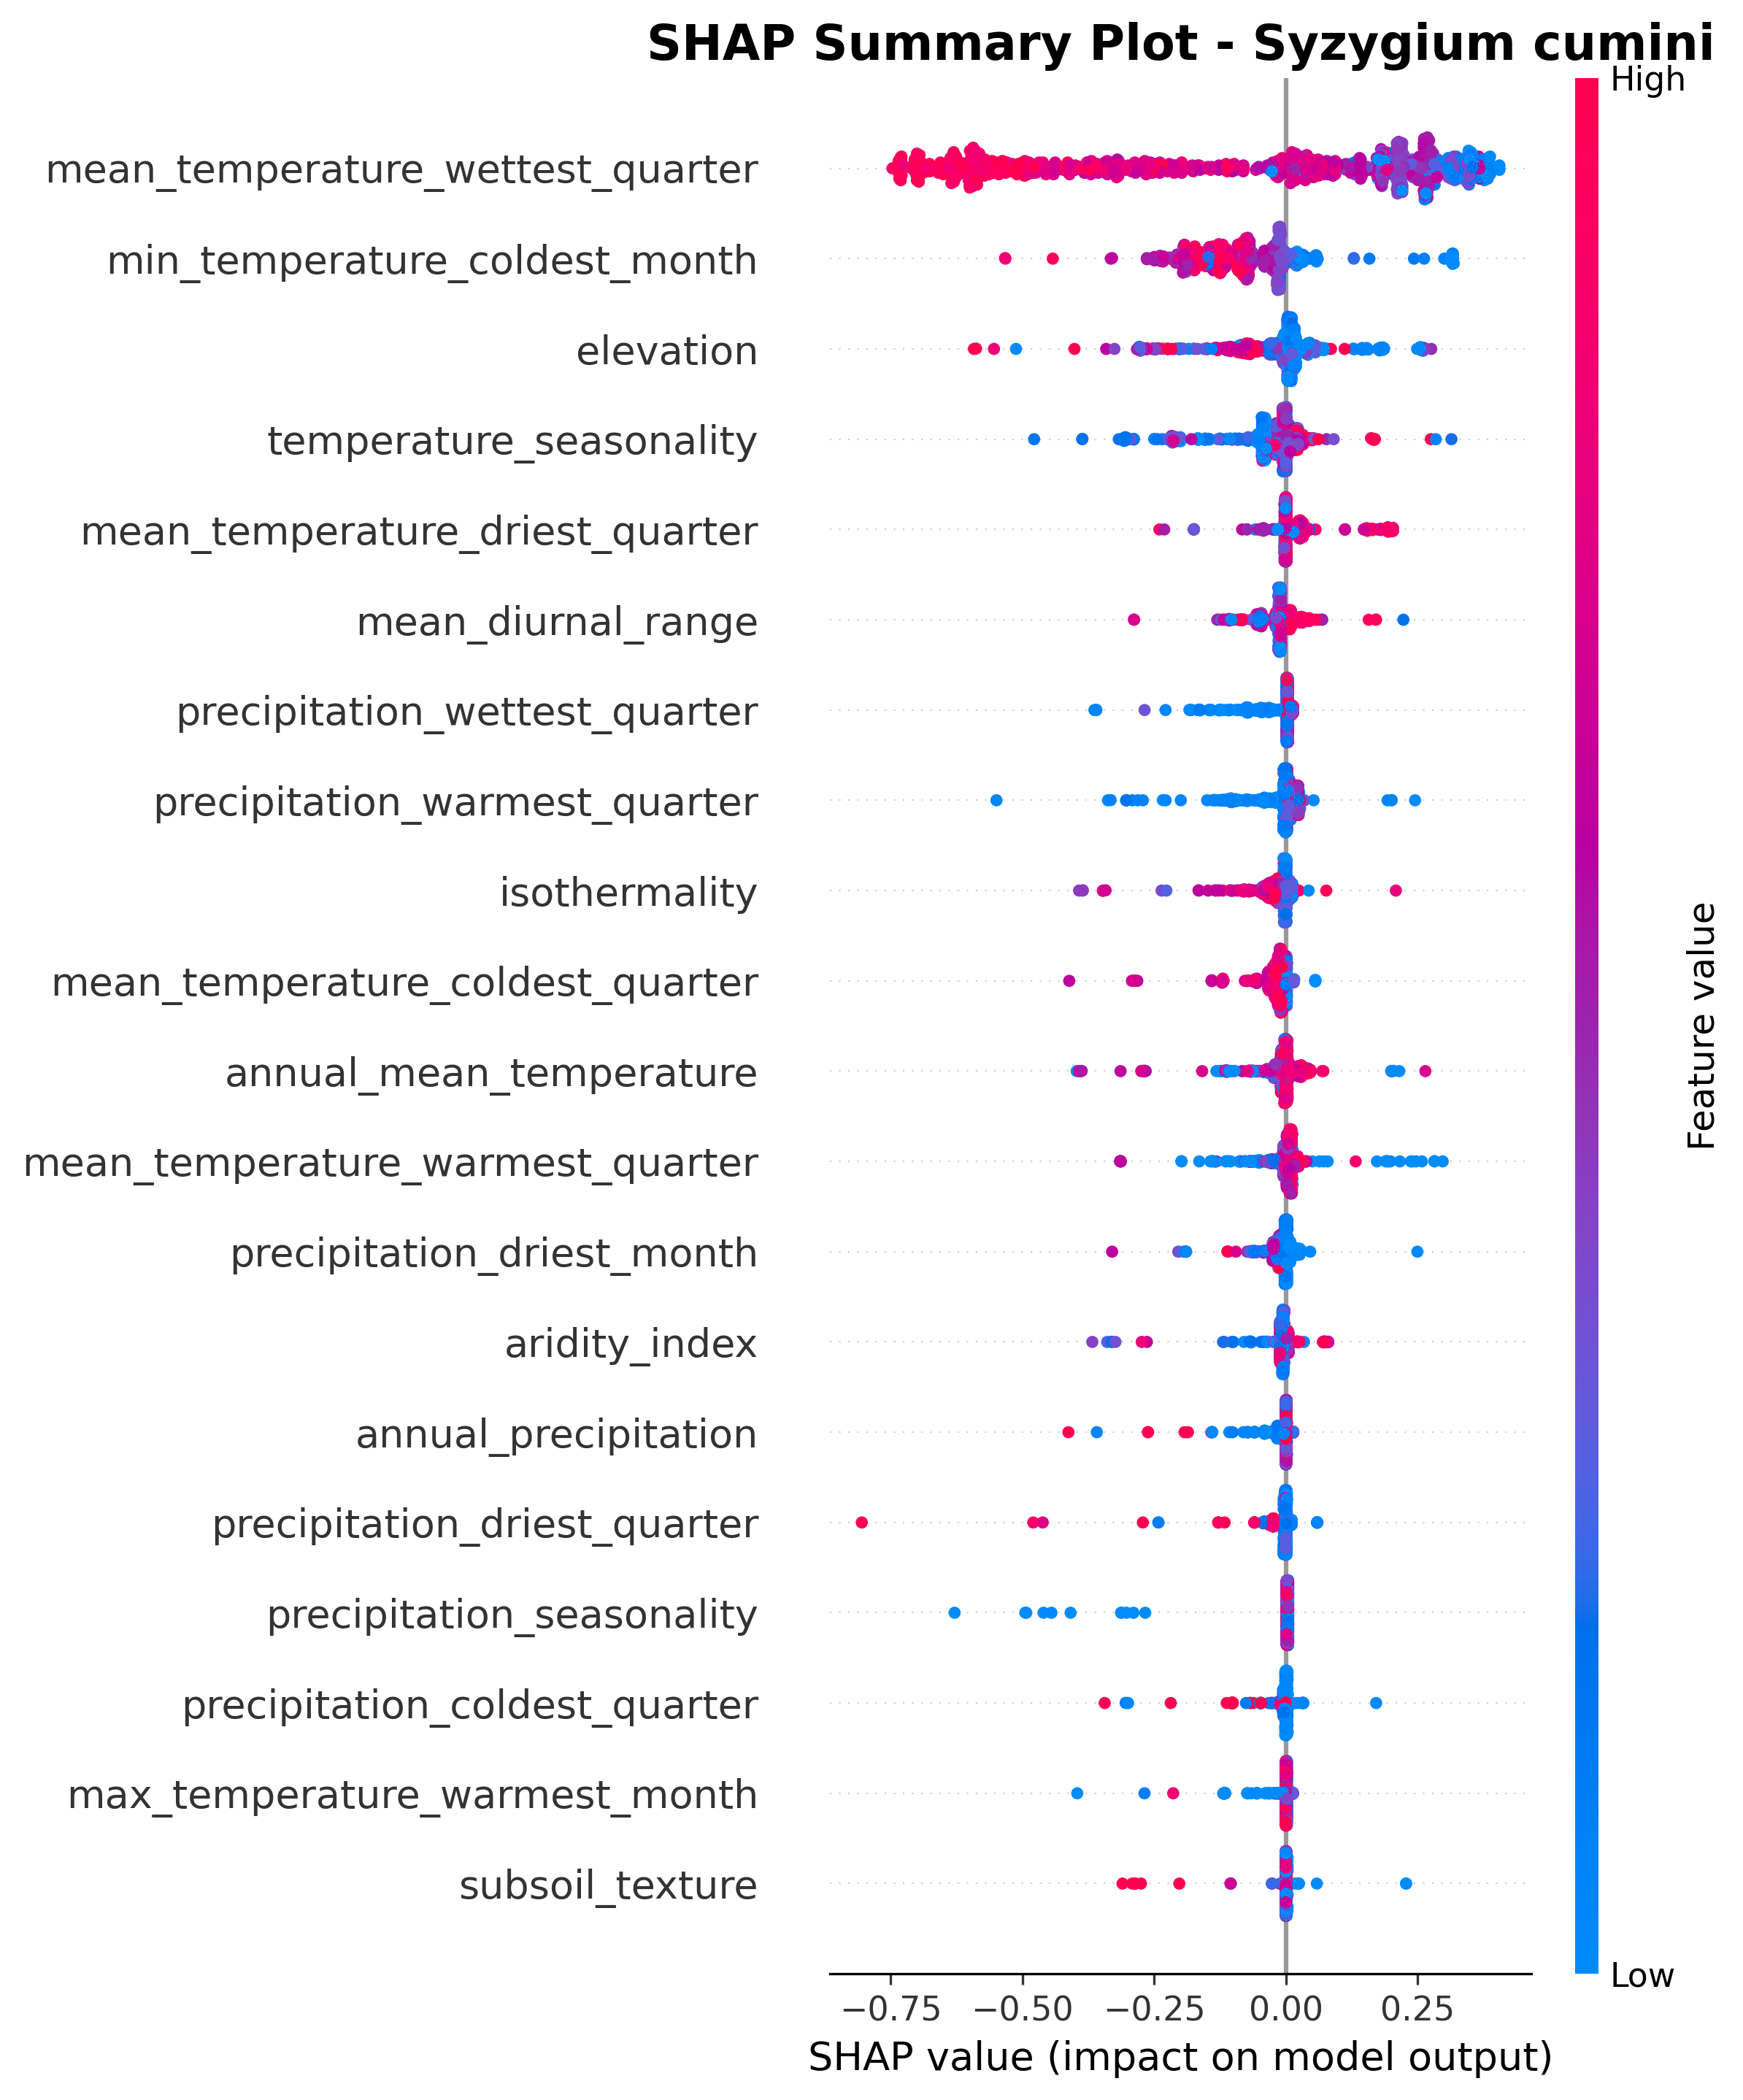 SHAP Summary Plot - Syzygium cumini
High
mean_temperature_wettest_quarter
min_temperature_coldest_month
elevation
temperature_seasonality
mean_temperature_driest_quarter
mean_diurnal_range
precipitation_wettest_quarter
precipitation_warmest_quarter
isothermality
mean_temperature_coldest_quarter
annual_mean_temperature
mean_temperature_warmest_quarter
precipitation_driest_month
aridity_index
annual_precipitation
precipitation_driest_quarter
precipitation_seasonality
precipitation_coldest_quarter
max_temperature_warmest_month
subsoil_texture
Feature value
Low
−0.75 −0.50 −0.25 0.00 0.25
SHAP value (impact on model output)